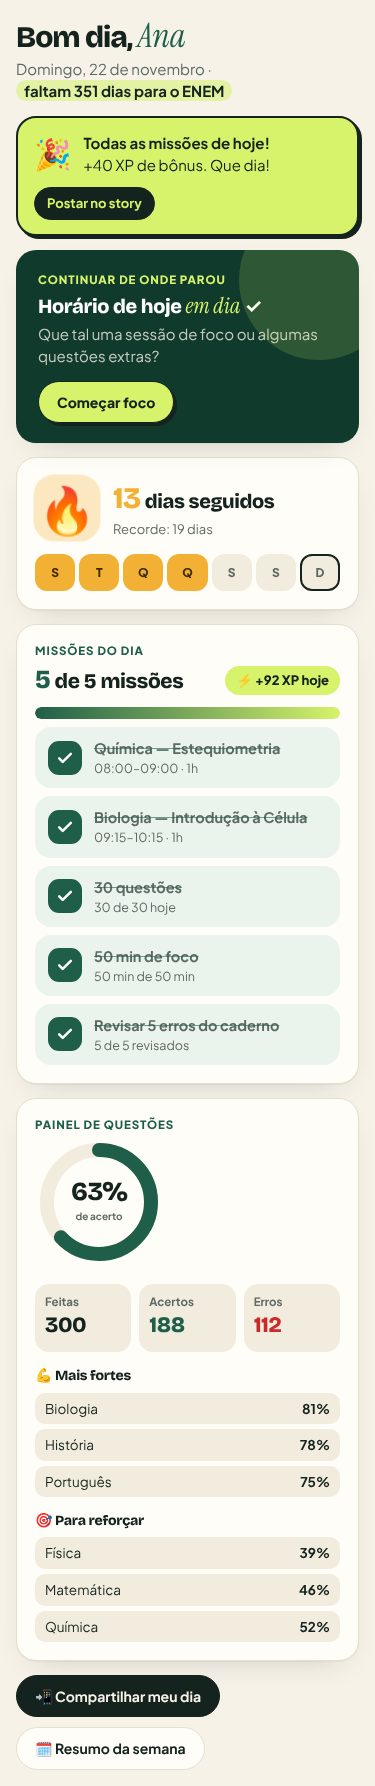 Bom dia, Ana
Domingo, 22 de novembro ·
faltam 351 dias para o ENEM
Todas as missões de hoje!
+40 XP de bônus. Que dia!
Postar no story
CONTINUAR DE ONDE PAROU
Horário de hoje em dia ✓
Que tal uma sessão de foco ou algumas
questões extras?
Começar foco
13 dias seguidos
Recorde: 19 dias
S T Q Q S S D
MISSÕES DO DIA
5 de 5 missões
⚡ +92 XP hoje
Química — Estequiometria
08:00–09:00 · 1h
Biologia — Introdução à Célula
09:15–10:15 · 1h
30 questões
30 de 30 hoje
50 min de foco
50 min de 50 min
Revisar 5 erros do caderno
5 de 5 revisados
PAINEL DE QUESTÕES
63%
de acerto
Feitas
300
Acertos
188
Erros
112
💪 Mais fortes
Biologia 81%
História 78%
Português 75%
🎯 Para reforçar
Física 39%
Matemática 46%
Química 52%
📲 Compartilhar meu dia
🗓️ Resumo da semana